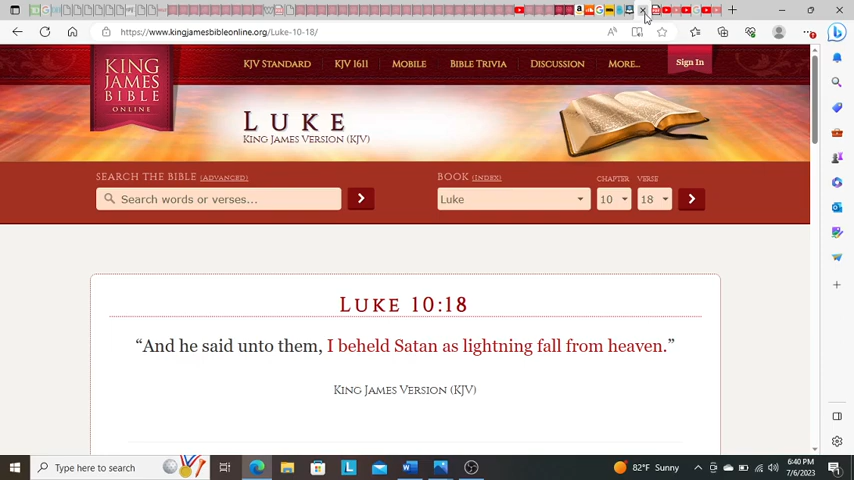 https://www.kingjamesbibleonline.org/Luke-10-18/
KING
JAMES
BIBLE
ONLINE
KJV Standard
KJV 1611
Mobile
Bible Trivia
Discussion
More...
Sign In
LUKE
King James Version (KJV)
SEARCH THE BIBLE (ADVANCED)
BOOK (INDEX)
CHAPTER
VERSE
Search words or verses...
Luke
10
18
LUKE 10:18
“And he said unto them, I beheld Satan as lightning fall from heaven.”
King James Version (KJV)
Type here to search
82°F Sunny
6:40 PM
7/6/2023